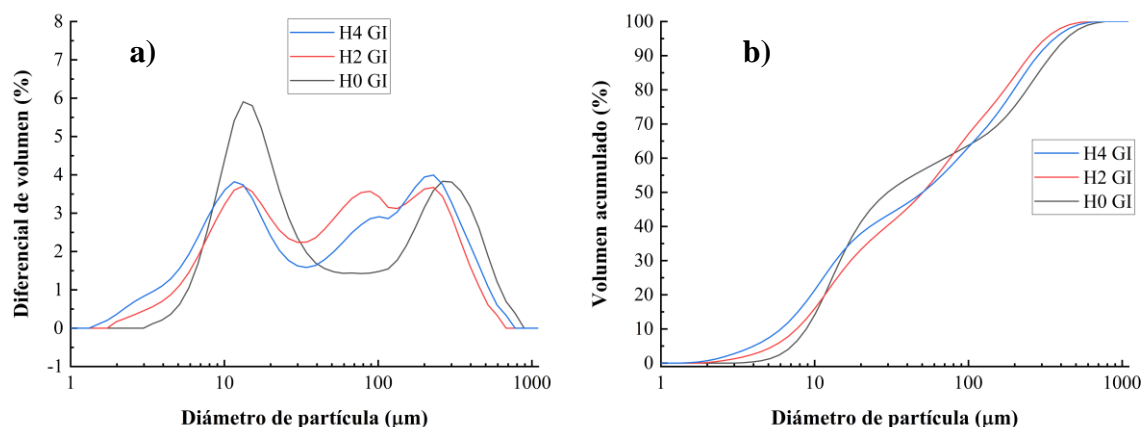 a)
H4 GI
H2 GI
H0 GI
Diferencial de volumen (%)
8
7
6
5
4
3
2
1
0
-1
1
10
100
1000
Diámetro de partícula (μm)
b)
H4 GI
H2 GI
H0 GI
Volumen acumulado (%)
100
90
80
70
60
50
40
30
20
10
0
1
10
100
1000
Diámetro de partícula (μm)